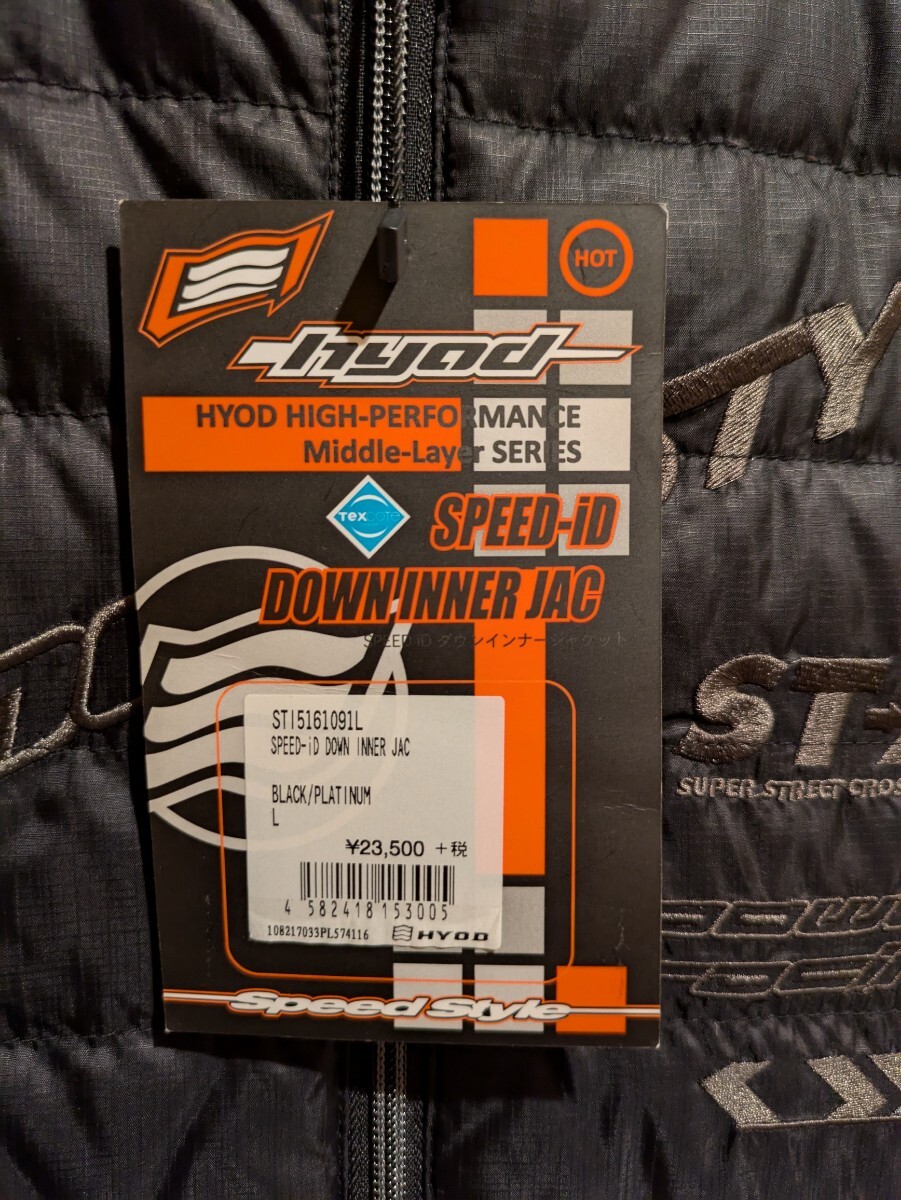 HOT
hyod
HYOD HIGH-PERFORMANCE
Middle-Layer SERIES
TEXCOTE
SPEED-iD
DOWN INNER JAC
SPEED iD ダウンインナージャケット
STI5161091L
SPEED-iD DOWN INNER JAC
BLACK/PLATINUM
L
¥23,500 +税
4 582418 153005
108217033PL574116 HYOD
Speed Style
STY
SUPER STREET